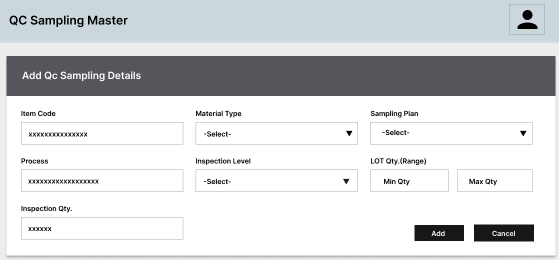 QC Sampling Master
Add Qc Sampling Details
Item Code
Material Type
Sampling Plan
xxxxxxxxxxxxxxx
-Select-
-Select-
Process
Inspection Level
LOT Qty.(Range)
xxxxxxxxxxxxxxxxxx
-Select-
Min Qty
Max Qty
Inspection Qty.
xxxxxx
Add
Cancel